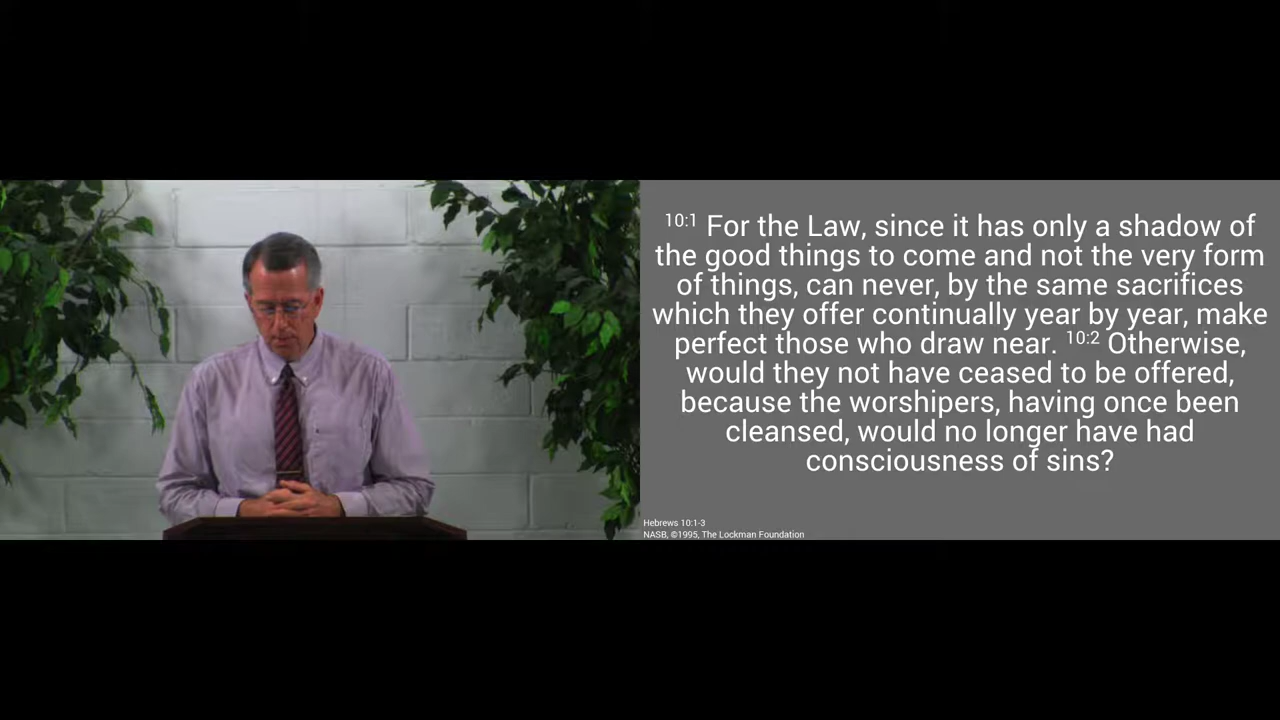 10:1 For the Law, since it has only a shadow of
the good things to come and not the very form
of things, can never, by the same sacrifices
which they offer continually year by year, make
perfect those who draw near. 10:2 Otherwise,
would they not have ceased to be offered,
because the worshipers, having once been
cleansed, would no longer have had
consciousness of sins?
Hebrews 10:1-3
NASB, ©1995, The Lockman Foundation